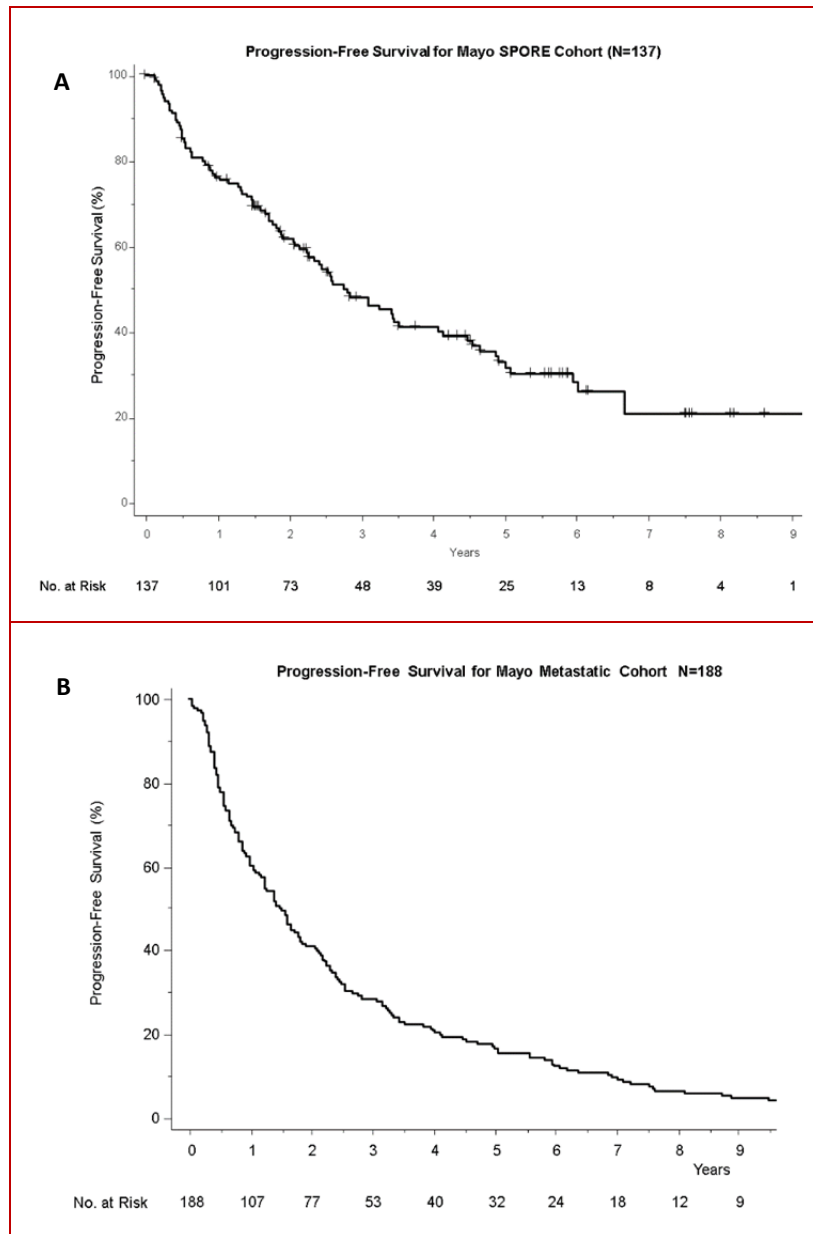 Progression-Free Survival for Mayo SPORE Cohort (N=137)
A
Progression-Free Survival (%)
100
80
60
40
20
0
0 1 2 3 4 5 6 7 8 9
Years
No. at Risk 137 101 73 48 39 25 13 8 4 1
Progression-Free Survival for Mayo Metastatic Cohort N=188
B
Progression-Free Survival (%)
100
80
60
40
20
0
0 1 2 3 4 5 6 7 8 9
Years
No. at Risk 188 107 77 53 40 32 24 18 12 9